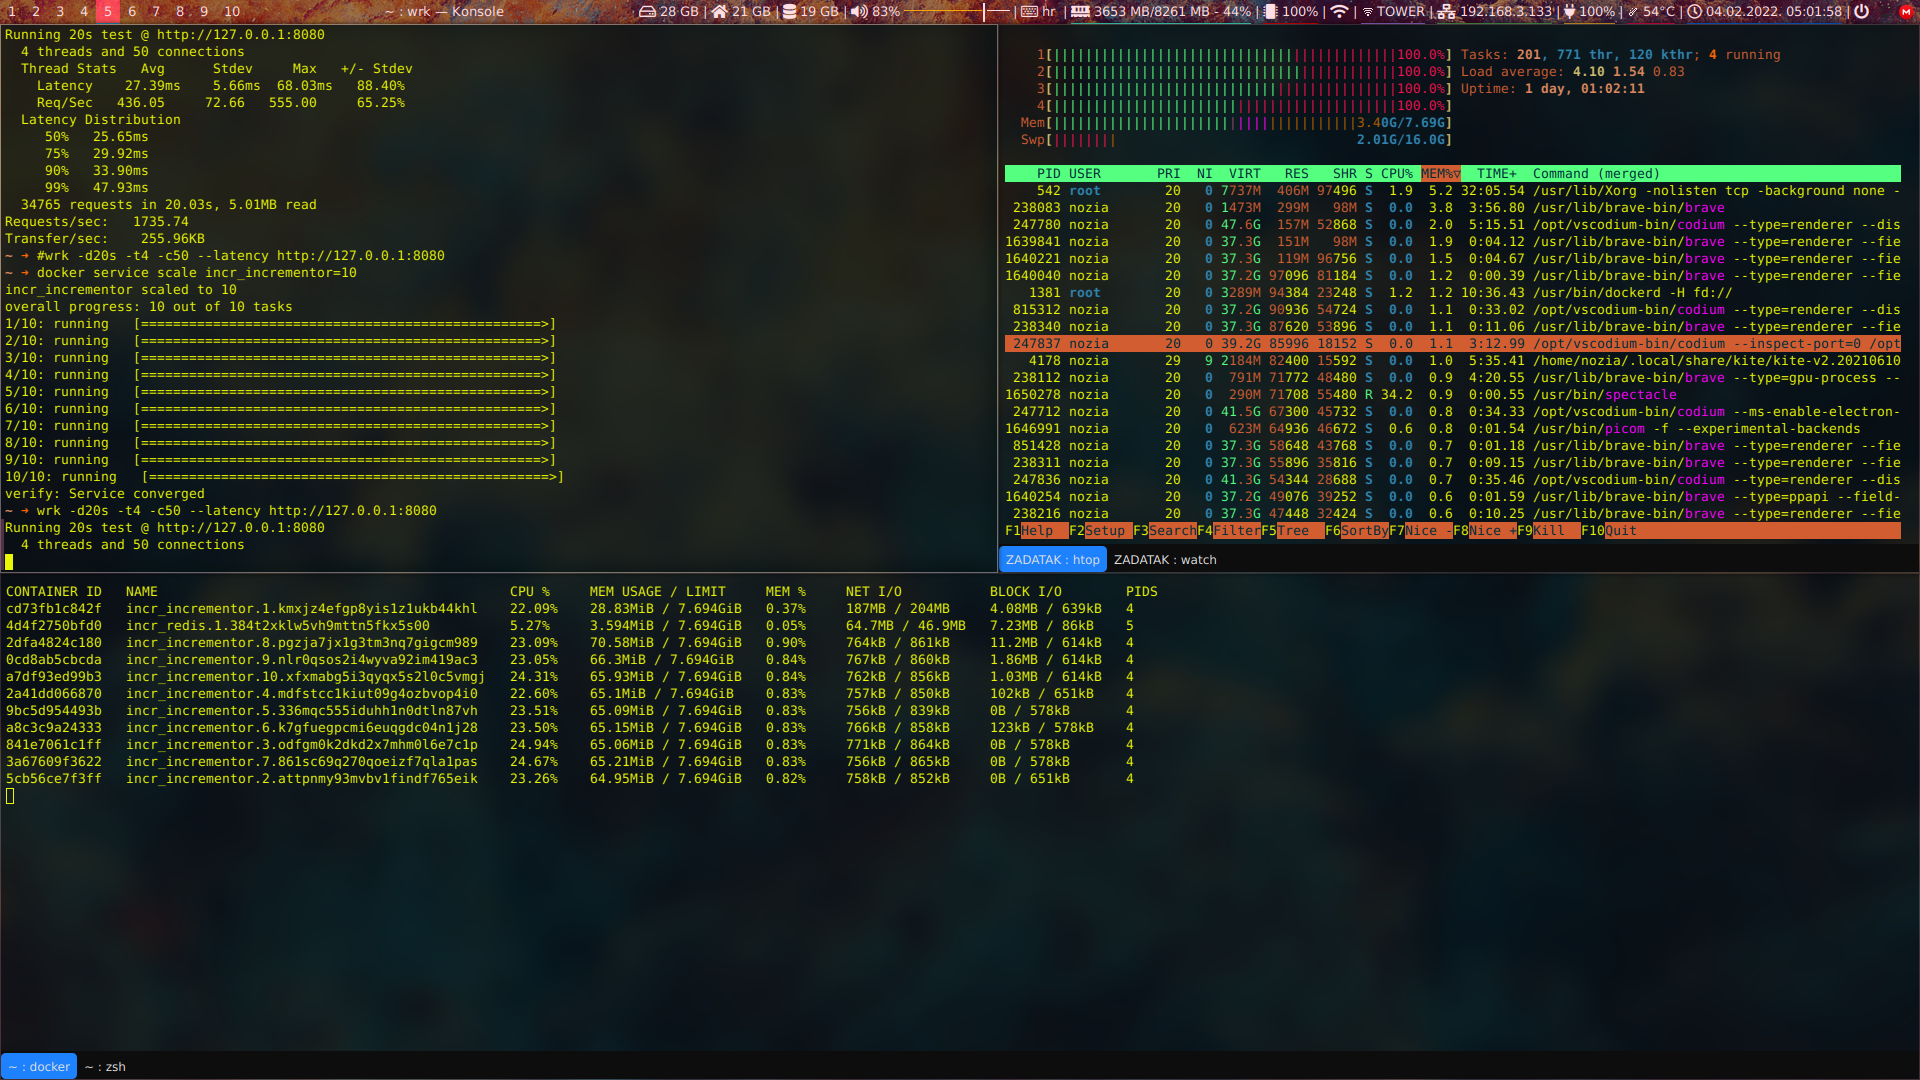 1 2 3 4 5 6 7 8 9 10 ~ : wrk — Konsole 28 GB | 21 GB | 19 GB | 83% | hr | 3653 MB/8261 MB - 44% | 100% | | TOWER | 192.168.3.133 | 100% | 54°C | 04.02.2022. 05:01:58 |
Running 20s test @ http://127.0.0.1:8080
4 threads and 50 connections
Thread Stats Avg Stdev Max +/- Stdev
Latency 27.39ms 5.66ms 68.03ms 88.40%
Req/Sec 436.05 72.66 555.00 65.25%
Latency Distribution
50% 25.65ms
75% 29.92ms
90% 33.90ms
99% 47.93ms
34765 requests in 20.03s, 5.01MB read
Requests/sec: 1735.74
Transfer/sec: 255.96KB
~ ➜ #wrk -d20s -t4 -c50 --latency http://127.0.0.1:8080
~ ➜ docker service scale incr_incrementor=10
incr_incrementor scaled to 10
overall progress: 10 out of 10 tasks
1/10: running [==================================================>]
2/10: running [==================================================>]
3/10: running [==================================================>]
4/10: running [==================================================>]
5/10: running [==================================================>]
6/10: running [==================================================>]
7/10: running [==================================================>]
8/10: running [==================================================>]
9/10: running [==================================================>]
10/10: running [==================================================>]
verify: Service converged
~ ➜ wrk -d20s -t4 -c50 --latency http://127.0.0.1:8080
Running 20s test @ http://127.0.0.1:8080
4 threads and 50 connections
1[100.0%] Tasks: 201, 771 thr, 120 kthr; 4 running
2[100.0%] Load average: 4.10 1.54 0.83
3[100.0%] Uptime: 1 day, 01:02:11
4[100.0%]
Mem[3.40G/7.69G]
Swp[2.01G/16.0G]
PID USER PRI NI VIRT RES SHR S CPU% MEM%▽ TIME+ Command (merged)
542 root 20 0 7737M 406M 97496 S 1.9 5.2 32:05.54 /usr/lib/Xorg -nolisten tcp -background none -
238083 nozia 20 0 1473M 299M 98M S 0.0 3.8 3:56.80 /usr/lib/brave-bin/brave
247780 nozia 20 0 47.6G 157M 52868 S 0.0 2.0 5:15.51 /opt/vscodium-bin/codium --type=renderer --dis
1639841 nozia 20 0 37.3G 151M 98M S 0.0 1.9 0:04.12 /usr/lib/brave-bin/brave --type=renderer --fie
1640221 nozia 20 0 37.3G 119M 96756 S 0.0 1.5 0:04.67 /usr/lib/brave-bin/brave --type=renderer --fie
1640040 nozia 20 0 37.2G 97096 81184 S 0.0 1.2 0:00.39 /usr/lib/brave-bin/brave --type=renderer --fie
1381 root 20 0 3289M 94384 23248 S 1.2 1.2 10:36.43 /usr/bin/dockerd -H fd://
815312 nozia 20 0 37.2G 90936 54724 S 0.0 1.1 0:33.02 /opt/vscodium-bin/codium --type=renderer --dis
238340 nozia 20 0 37.3G 87620 53896 S 0.0 1.1 0:11.06 /usr/lib/brave-bin/brave --type=renderer --fie
247837 nozia 20 0 39.2G 85996 18152 S 0.0 1.1 3:12.99 /opt/vscodium-bin/codium --inspect-port=0 /opt
4178 nozia 29 9 2184M 82400 15592 S 0.0 1.0 5:35.41 /home/nozia/.local/share/kite/kite-v2.20210610
238112 nozia 20 0 791M 71772 48480 S 0.0 0.9 4:20.55 /usr/lib/brave-bin/brave --type=gpu-process --
1650278 nozia 20 0 290M 71708 55480 R 34.2 0.9 0:00.55 /usr/bin/spectacle
247712 nozia 20 0 41.5G 67300 45732 S 0.0 0.8 0:34.33 /opt/vscodium-bin/codium --ms-enable-electron-
1646991 nozia 20 0 623M 64936 46672 S 0.6 0.8 0:01.54 /usr/bin/picom -f --experimental-backends
851428 nozia 20 0 37.3G 58648 43768 S 0.0 0.7 0:01.18 /usr/lib/brave-bin/brave --type=renderer --fie
238311 nozia 20 0 37.3G 55896 35816 S 0.0 0.7 0:09.15 /usr/lib/brave-bin/brave --type=renderer --fie
247836 nozia 20 0 41.3G 54344 28688 S 0.0 0.7 0:35.46 /opt/vscodium-bin/codium --type=renderer --dis
1640254 nozia 20 0 37.2G 49076 39252 S 0.0 0.6 0:01.59 /usr/lib/brave-bin/brave --type=ppapi --field-
238216 nozia 20 0 37.3G 47448 32424 S 0.0 0.6 0:10.25 /usr/lib/brave-bin/brave --type=renderer --fie
F1Help F2Setup F3SearchF4FilterF5Tree F6SortByF7Nice -F8Nice +F9Kill F10Quit
ZADATAK : htop ZADATAK : watch
CONTAINER ID NAME CPU % MEM USAGE / LIMIT MEM % NET I/O BLOCK I/O PIDS
cd73fb1c842f incr_incrementor.1.kmxjz4efgp8yis1z1ukb44khl 22.09% 28.83MiB / 7.694GiB 0.37% 187MB / 204MB 4.08MB / 639kB 4
4d4f2750bfd0 incr_redis.1.384t2xklw5vh9mttn5fkx5s00 5.27% 3.594MiB / 7.694GiB 0.05% 64.7MB / 46.9MB 7.23MB / 86kB 5
2dfa4824c180 incr_incrementor.8.pgzja7jx1g3tm3nq7gigcm989 23.09% 70.58MiB / 7.694GiB 0.90% 764kB / 861kB 11.2MB / 614kB 4
0cd8ab5cbcda incr_incrementor.9.nlr0qsos2i4wyva92im419ac3 23.05% 66.3MiB / 7.694GiB 0.84% 767kB / 860kB 1.86MB / 614kB 4
a7df93ed99b3 incr_incrementor.10.xfxmabg5i3qyqx5s2l0c5vmgj 24.31% 65.93MiB / 7.694GiB 0.84% 762kB / 856kB 1.03MB / 614kB 4
2a41dd066870 incr_incrementor.4.mdfstcc1kiut09g4ozbvop4i0 22.60% 65.1MiB / 7.694GiB 0.83% 757kB / 850kB 102kB / 651kB 4
9bc5d954493b incr_incrementor.5.336mqc555iduhh1n0dtln87vh 23.51% 65.09MiB / 7.694GiB 0.83% 756kB / 839kB 0B / 578kB 4
a8c3c9a24333 incr_incrementor.6.k7gfuegpcmi6euqgdc04n1j28 23.50% 65.15MiB / 7.694GiB 0.83% 766kB / 858kB 123kB / 578kB 4
841e7061c1ff incr_incrementor.3.odfgm0k2dkd2x7mhm0l6e7c1p 24.94% 65.06MiB / 7.694GiB 0.83% 771kB / 864kB 0B / 578kB 4
3a67609f3622 incr_incrementor.7.861sc69q270qoeizf7qla1pas 24.67% 65.21MiB / 7.694GiB 0.83% 756kB / 865kB 0B / 578kB 4
5cb56ce7f3ff incr_incrementor.2.attpnmy93mvbv1findf765eik 23.26% 64.95MiB / 7.694GiB 0.82% 758kB / 852kB 0B / 651kB 4
~ : docker ~ : zsh